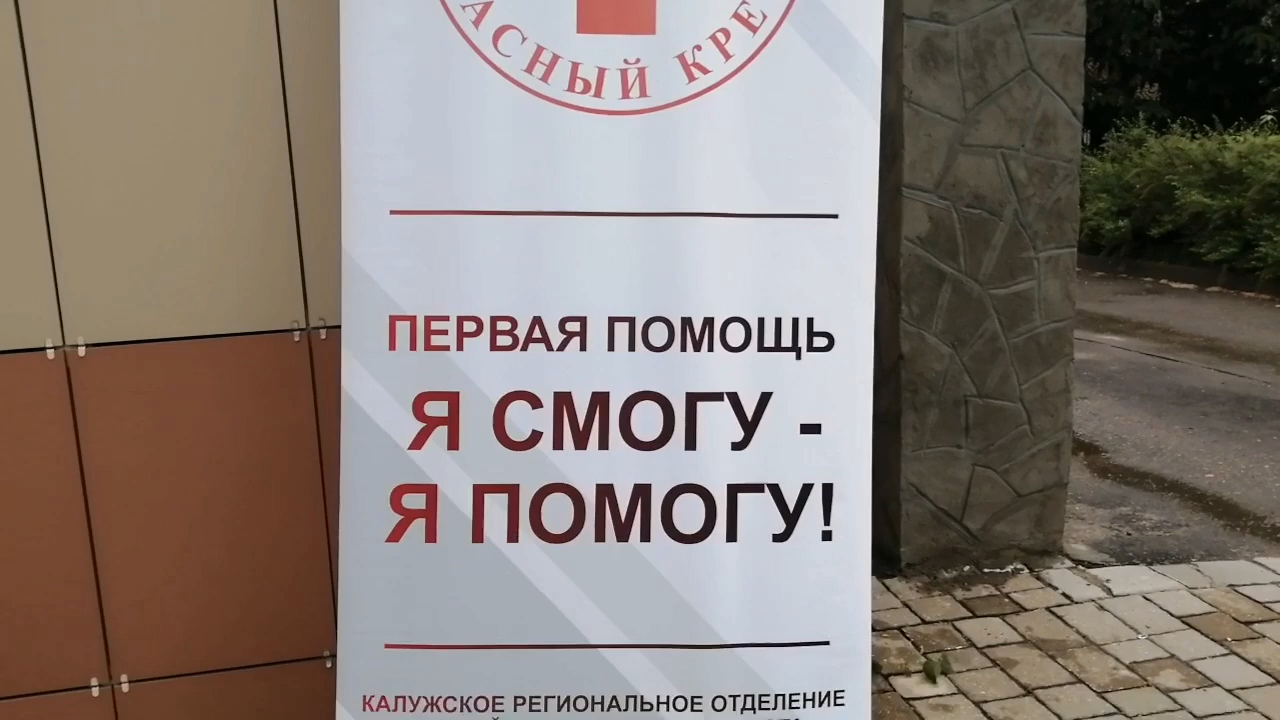 АСНЫЙ КРЕ
ПЕРВАЯ ПОМОЩЬ
Я СМОГУ -
Я ПОМОГУ!
КАЛУЖСКОЕ РЕГИОНАЛЬНОЕ ОТДЕЛЕНИЕ